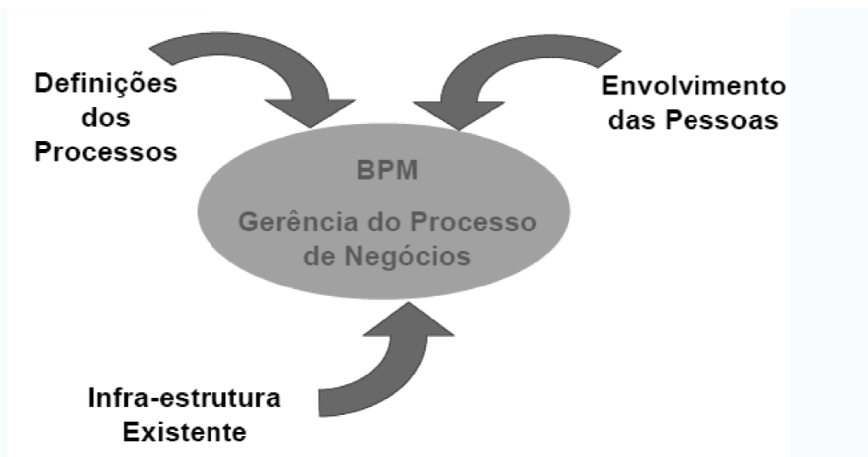 Definições
dos
Processos
Envolvimento
das Pessoas
BPM
Gerência do Processo
de Negócios
Infra-estrutura
Existente